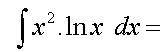 ∫x².ln x dx=